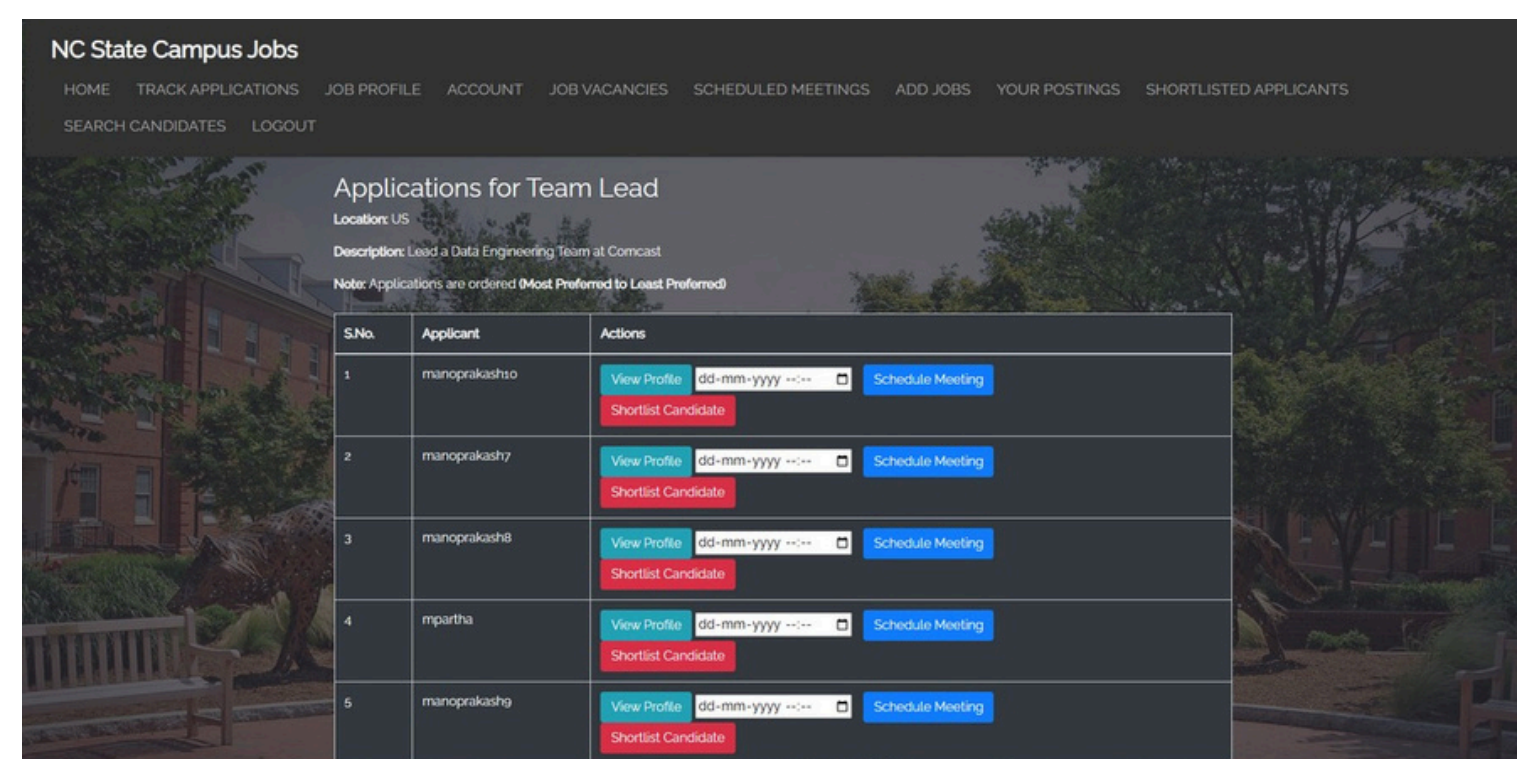 NC State Campus Jobs
HOME TRACK APPLICATIONS JOB PROFILE ACCOUNT JOB VACANCIES SCHEDULED MEETINGS ADD JOBS YOUR POSTINGS SHORTLISTED APPLICANTS
SEARCH CANDIDATES LOGOUT
Applications for Team Lead
Location: US
Description: Lead a Data Engineering Team at Comcast
Note: Applications are ordered (Most Preferred to Least Preferred)
S.No. Applicant Actions
1 manoprakash10 View Profile dd-mm-yyyy --:-- Schedule Meeting
Shortlist Candidate
2 manoprakash7 View Profile dd-mm-yyyy --:-- Schedule Meeting
Shortlist Candidate
3 manoprakash8 View Profile dd-mm-yyyy --:-- Schedule Meeting
Shortlist Candidate
4 mpartha View Profile dd-mm-yyyy --:-- Schedule Meeting
Shortlist Candidate
5 manoprakash9 View Profile dd-mm-yyyy --:-- Schedule Meeting
Shortlist Candidate